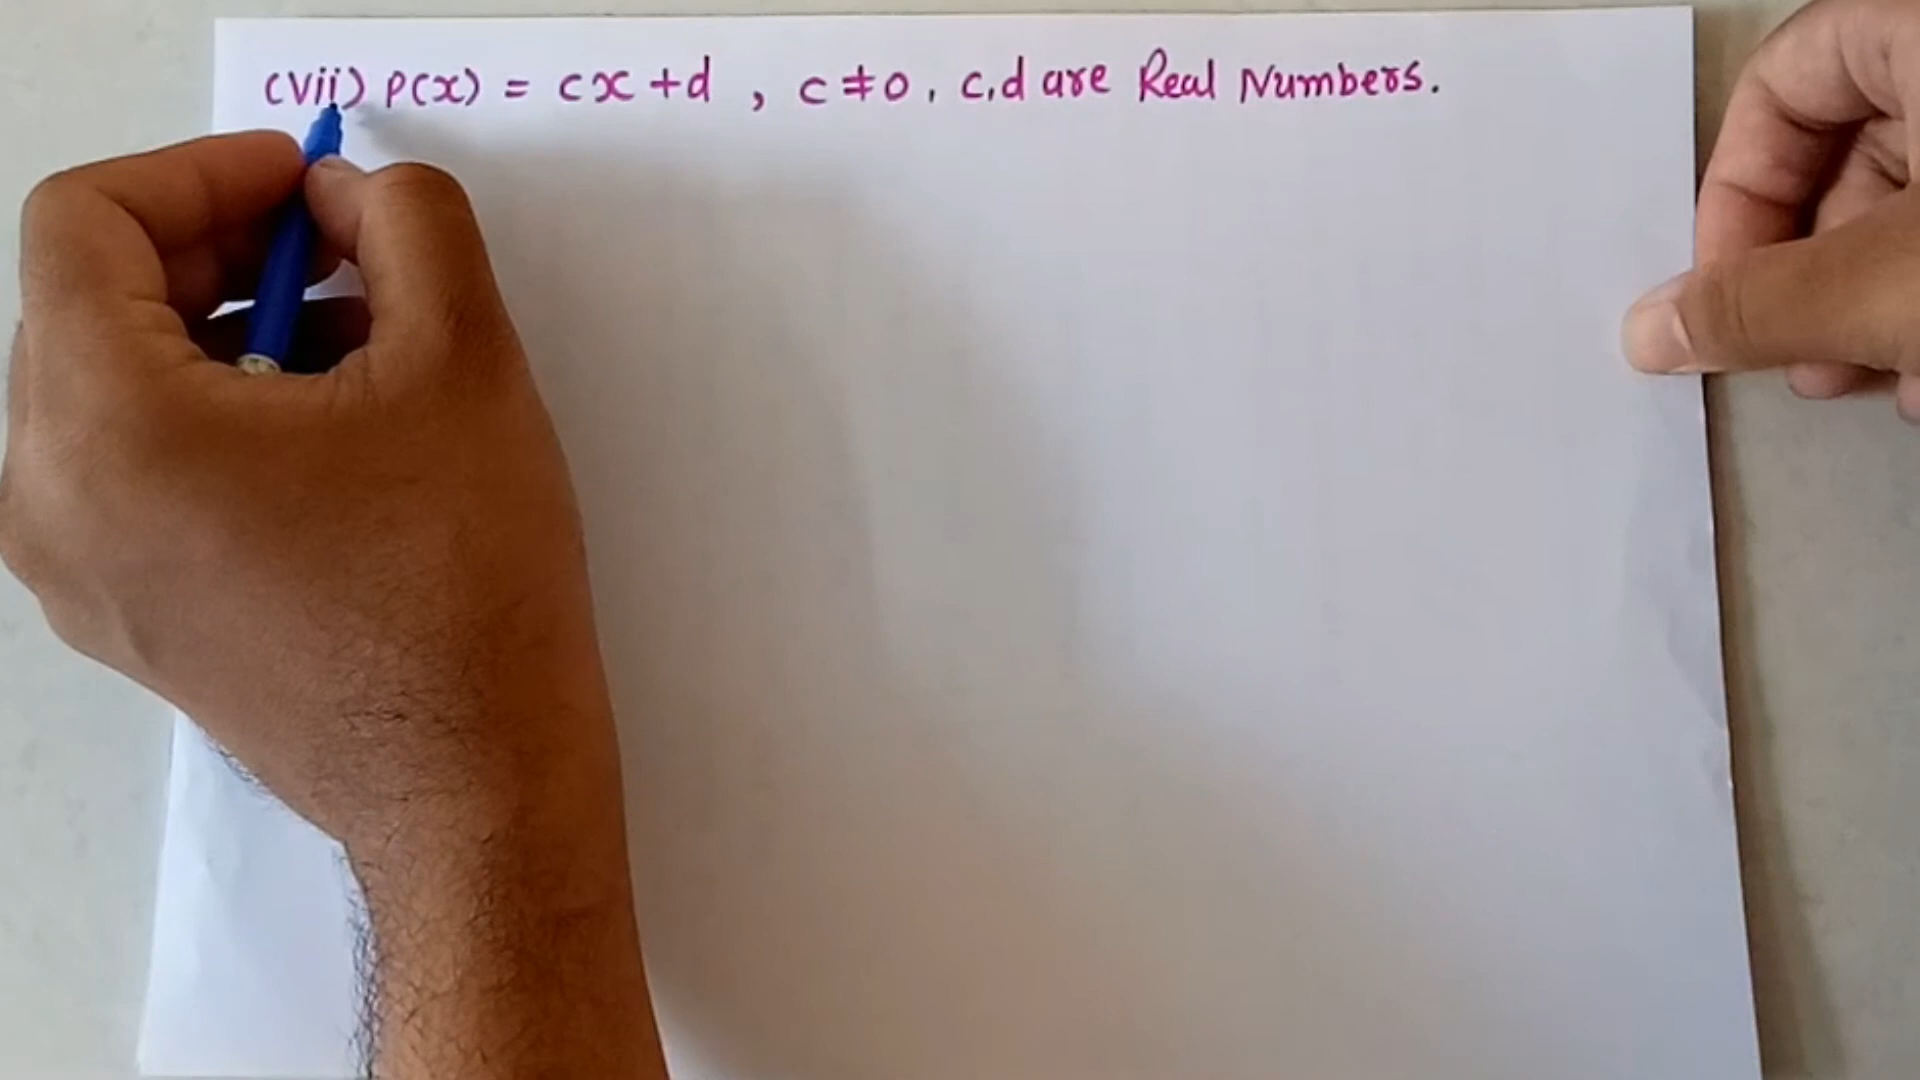 (vii) P(x) = cx + d , c ≠ 0, c,d are Real Numbers.